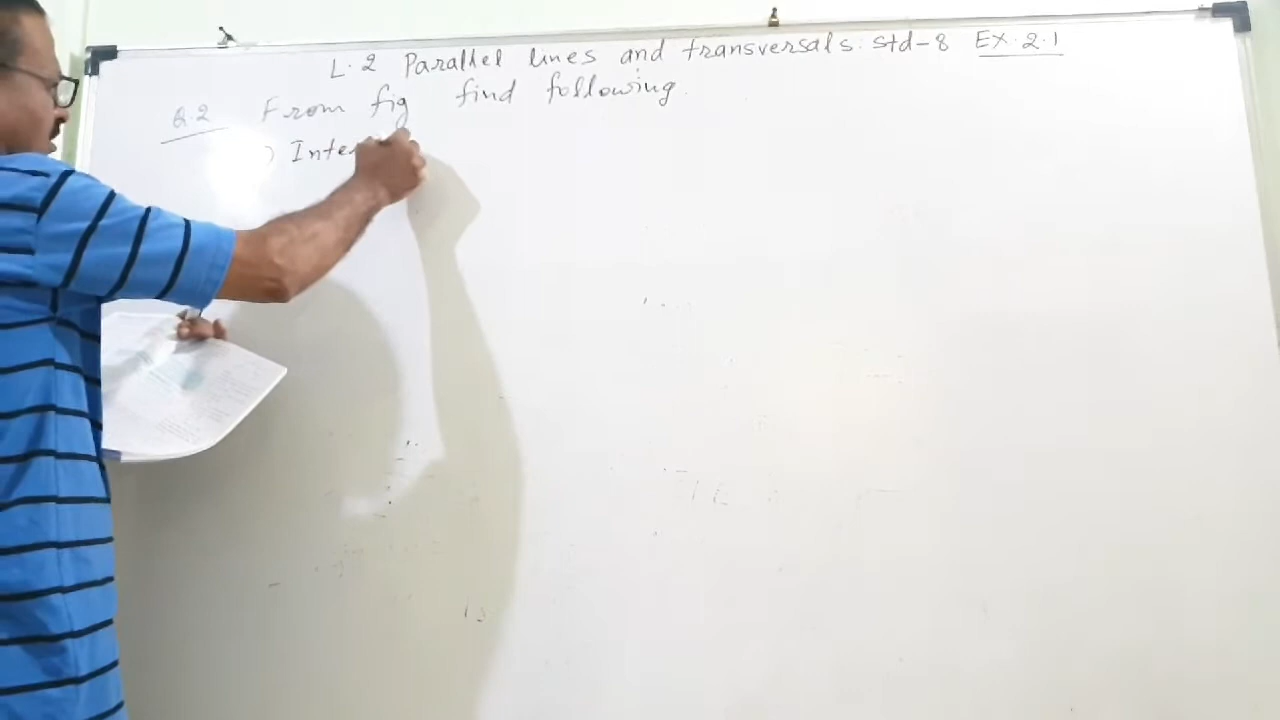 L.2 Parallel lines and transversals. Std-8 Ex.2.1
Q.2 From fig find following.
) Inte